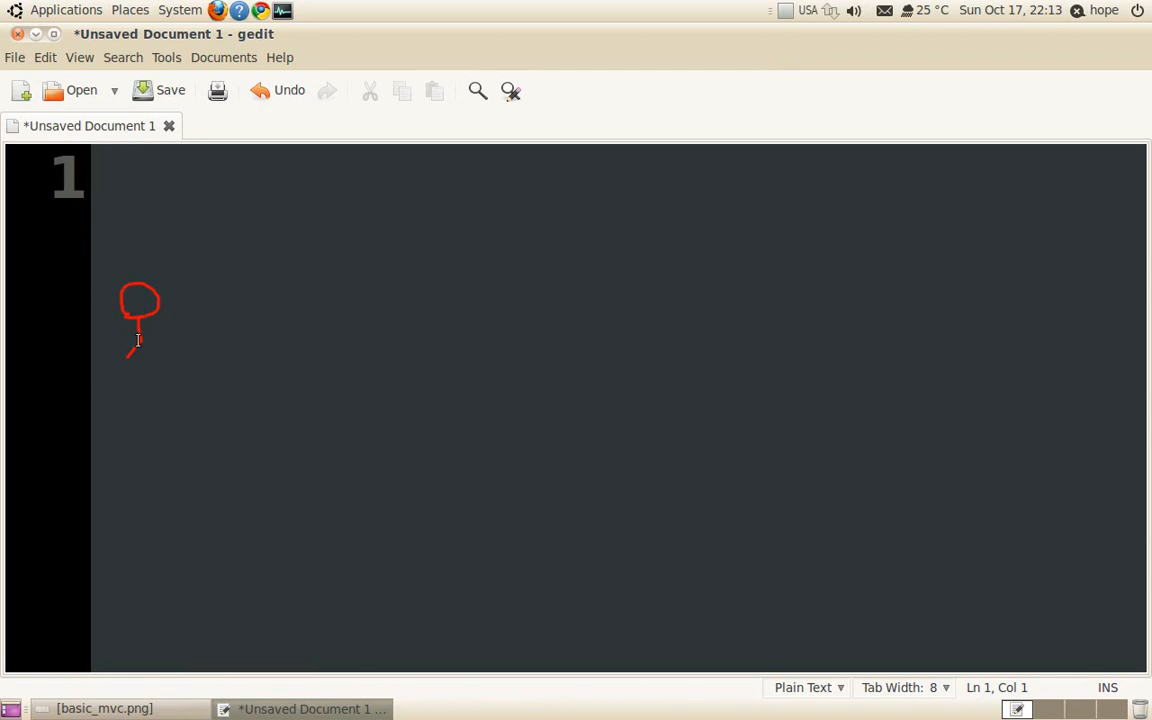 Applications Places System USA 25 °C Sun Oct 17, 22:13 hope
*Unsaved Document 1 - gedit
File Edit View Search Tools Documents Help
Open Save Undo
*Unsaved Document 1
1
Plain Text Tab Width: 8 Ln 1, Col 1 INS
[basic_mvc.png] *Unsaved Document 1 ...